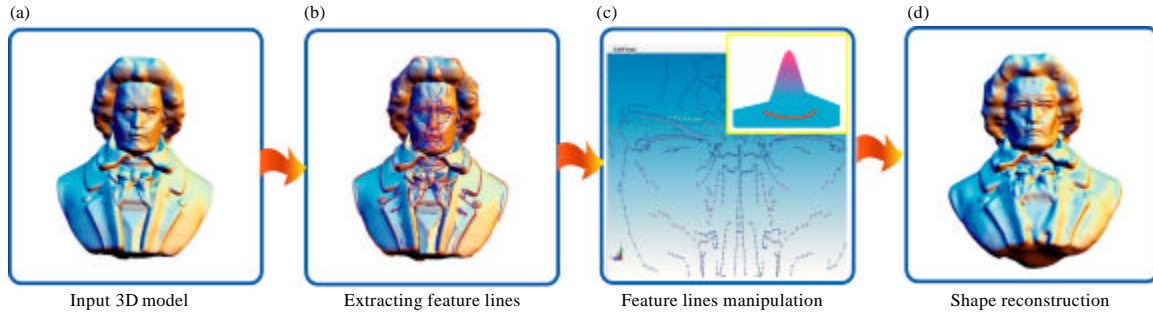 (a)
(b)
(c)
(d)
Input 3D model
Extracting feature lines
Feature lines manipulation
Shape reconstruction